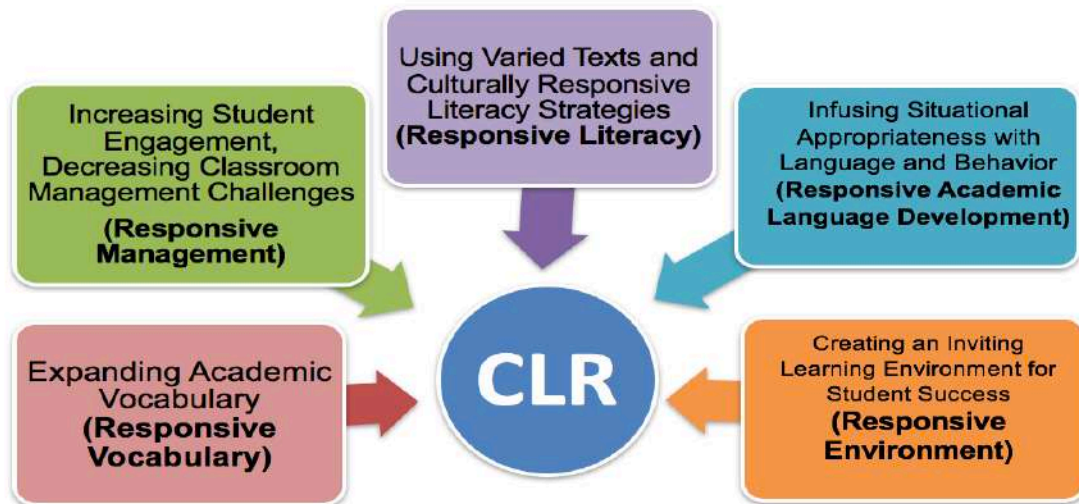 Increasing Student
Engagement,
Decreasing Classroom
Management Challenges
(Responsive
Management)
Using Varied Texts and
Culturally Responsive
Literacy Strategies
(Responsive Literacy)
Infusing Situational
Appropriateness with
Language and Behavior
(Responsive Academic
Language Development)
Expanding Academic
Vocabulary
(Responsive
Vocabulary)
CLR
Creating an Inviting
Learning Environment for
Student Success
(Responsive
Environment)